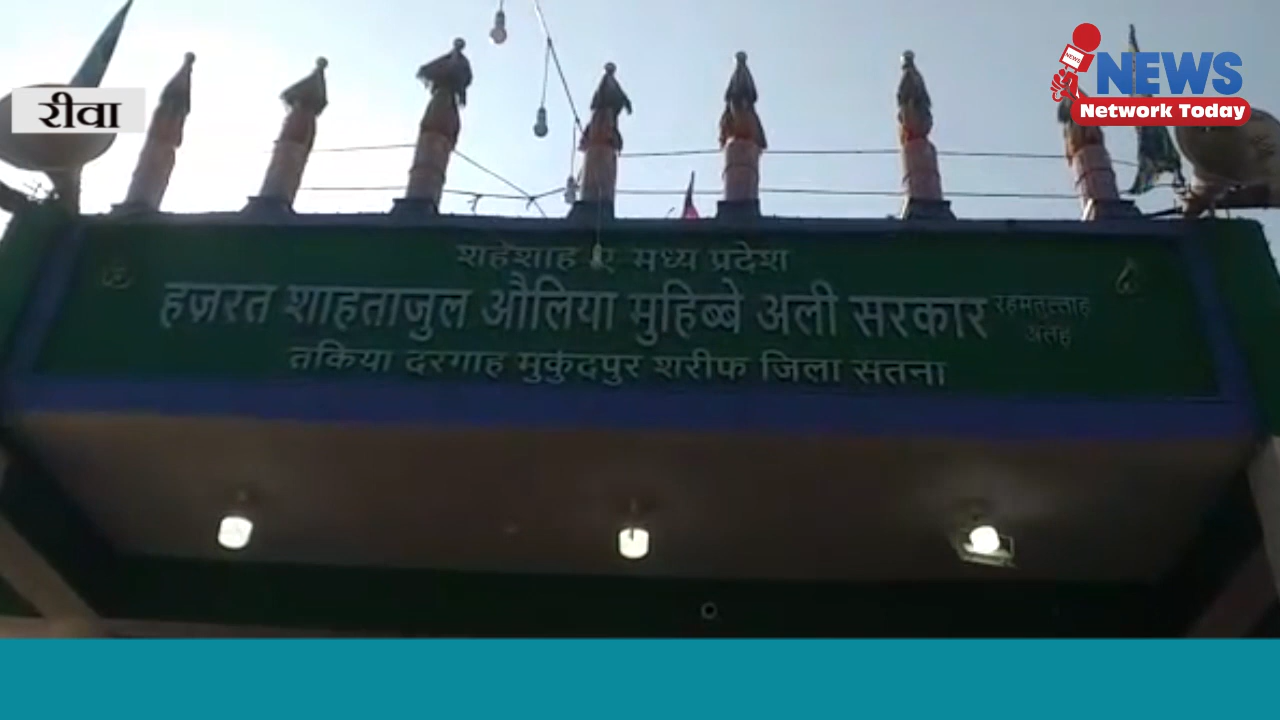 रीवा
NEWS
iNEWS
Network Today
शहंशाह ए मध्य प्रदेश
हज़रत शाहताजुल औलिया मुहिब्बे अली सरकार रहमतुल्लाह अलैह
तकिया दरगाह मुकुंदपुर शरीफ जिला सतना